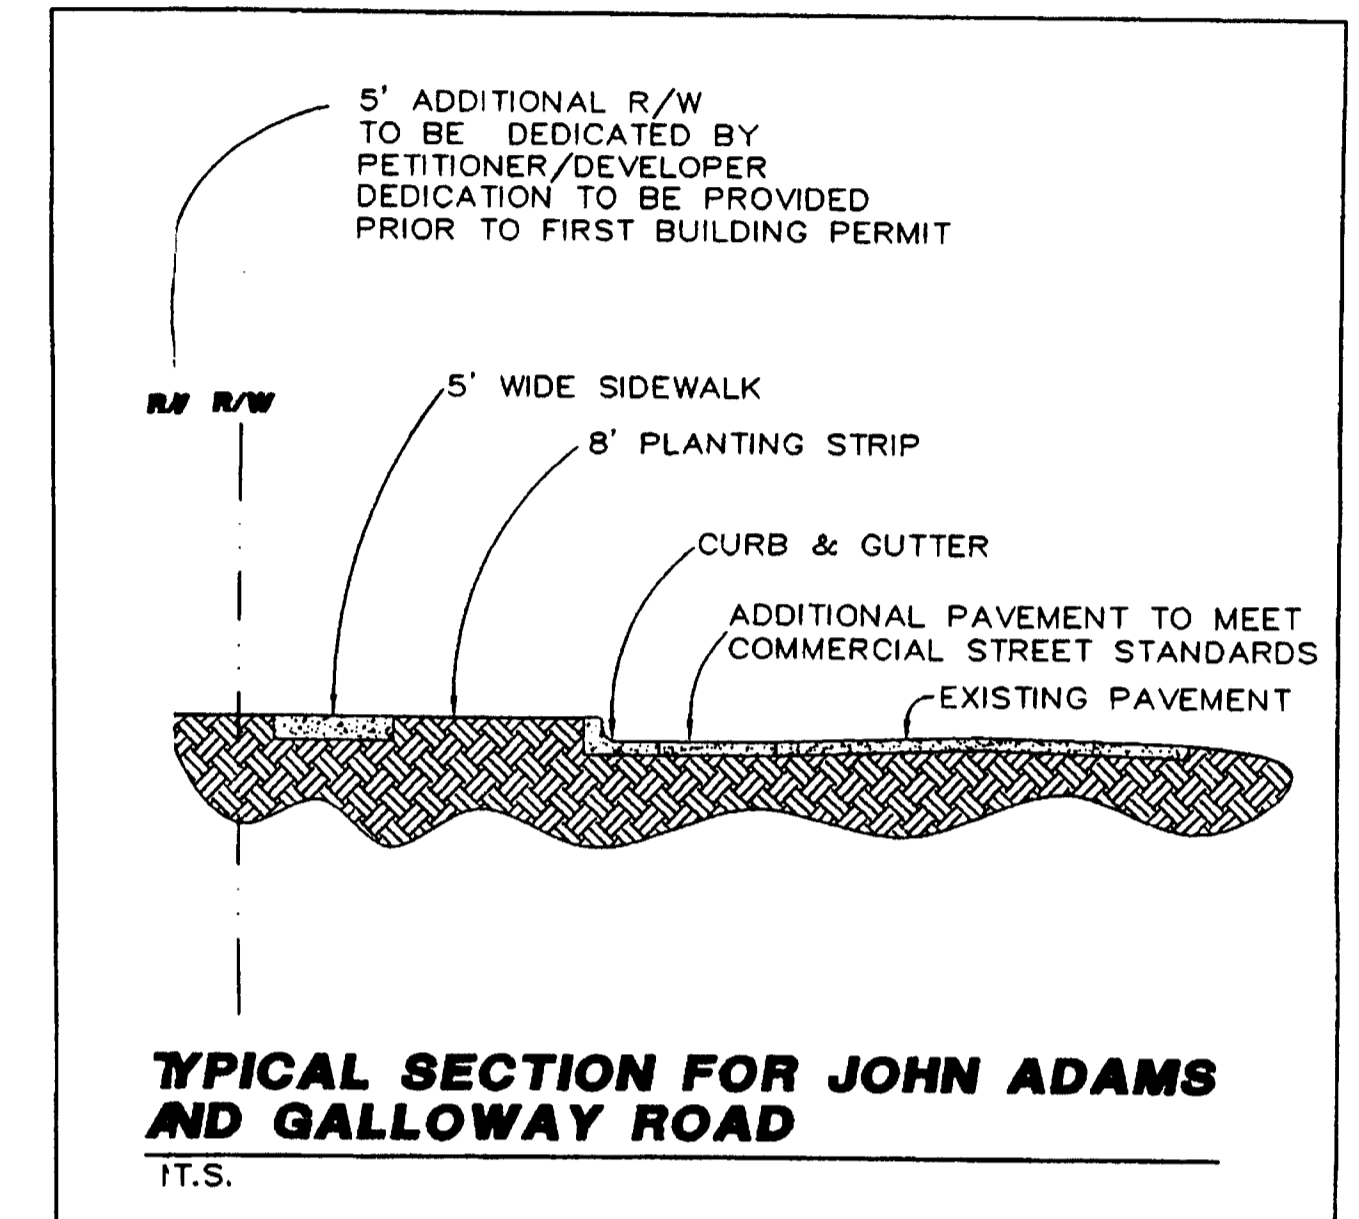 5' ADDITIONAL R/W
TO BE DEDICATED BY
PETITIONER/DEVELOPER
DEDICATION TO BE PROVIDED
PRIOR TO FIRST BUILDING PERMIT
R/W R/W
5' WIDE SIDEWALK
8' PLANTING STRIP
CURB & GUTTER
ADDITIONAL PAVEMENT TO MEET
COMMERCIAL STREET STANDARDS
EXISTING PAVEMENT
TYPICAL SECTION FOR JOHN ADAMS
AND GALLOWAY ROAD
T.S.